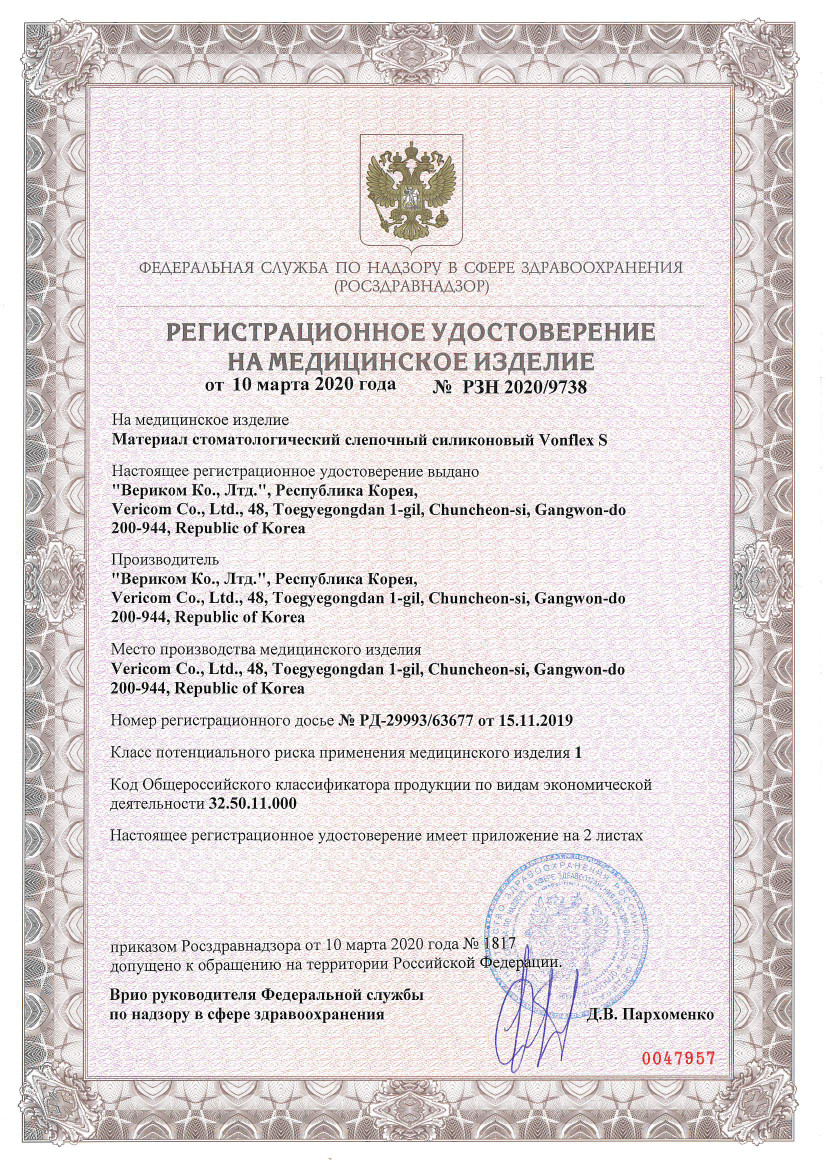 ФЕДЕРАЛЬНАЯ СЛУЖБА ПО НАДЗОРУ В СФЕРЕ ЗДРАВООХРАНЕНИЯ
(РОСЗДРАВНАДЗОР)
РЕГИСТРАЦИОННОЕ УДОСТОВЕРЕНИЕ
НА МЕДИЦИНСКОЕ ИЗДЕЛИЕ
от 10 марта 2020 года № РЗН 2020/9738
На медицинское изделие
Материал стоматологический слепочный силиконовый Vonflex S
Настоящее регистрационное удостоверение выдано
"Вериком Ко., Лтд.", Республика Корея,
Vericom Co., Ltd., 48, Toegyegongdan 1-gil, Chuncheon-si, Gangwon-do
200-944, Republic of Korea
Производитель
"Вериком Ко., Лтд.", Республика Корея,
Vericom Co., Ltd., 48, Toegyegongdan 1-gil, Chuncheon-si, Gangwon-do
200-944, Republic of Korea
Место производства медицинского изделия
Vericom Co., Ltd., 48, Toegyegongdan 1-gil, Chuncheon-si, Gangwon-do
200-944, Republic of Korea
Номер регистрационного досье № РД-29993/63677 от 15.11.2019
Класс потенциального риска применения медицинского изделия 1
Код Общероссийского классификатора продукции по видам экономической
деятельности 32.50.11.000
Настоящее регистрационное удостоверение имеет приложение на 2 листах
приказом Росздравнадзора от 10 марта 2020 года № 1817
допущено к обращению на территории Российской Федерации.
Врио руководителя Федеральной службы
по надзору в сфере здравоохранения
Д.В. Пархоменко
0047957